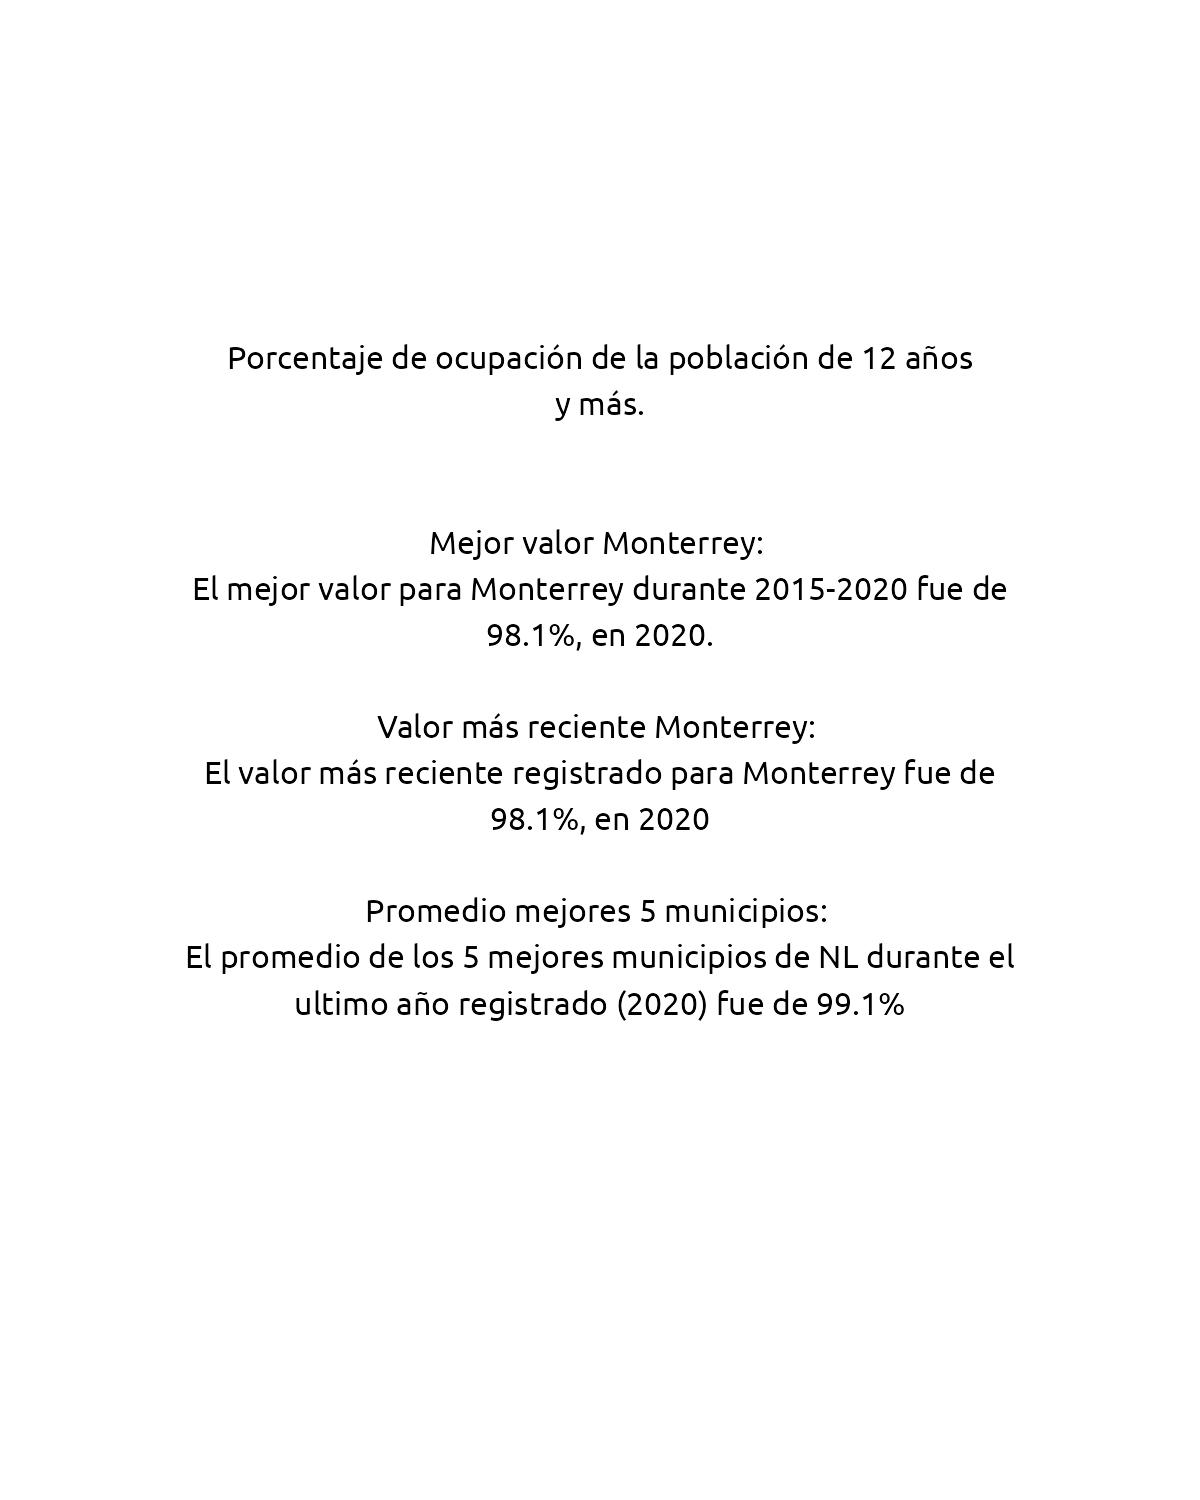 Porcentaje de ocupación de la población de 12 años
y más.
Mejor valor Monterrey:
El mejor valor para Monterrey durante 2015-2020 fue de
98.1%, en 2020.
Valor más reciente Monterrey:
El valor más reciente registrado para Monterrey fue de
98.1%, en 2020
Promedio mejores 5 municipios:
El promedio de los 5 mejores municipios de NL durante el
ultimo año registrado (2020) fue de 99.1%